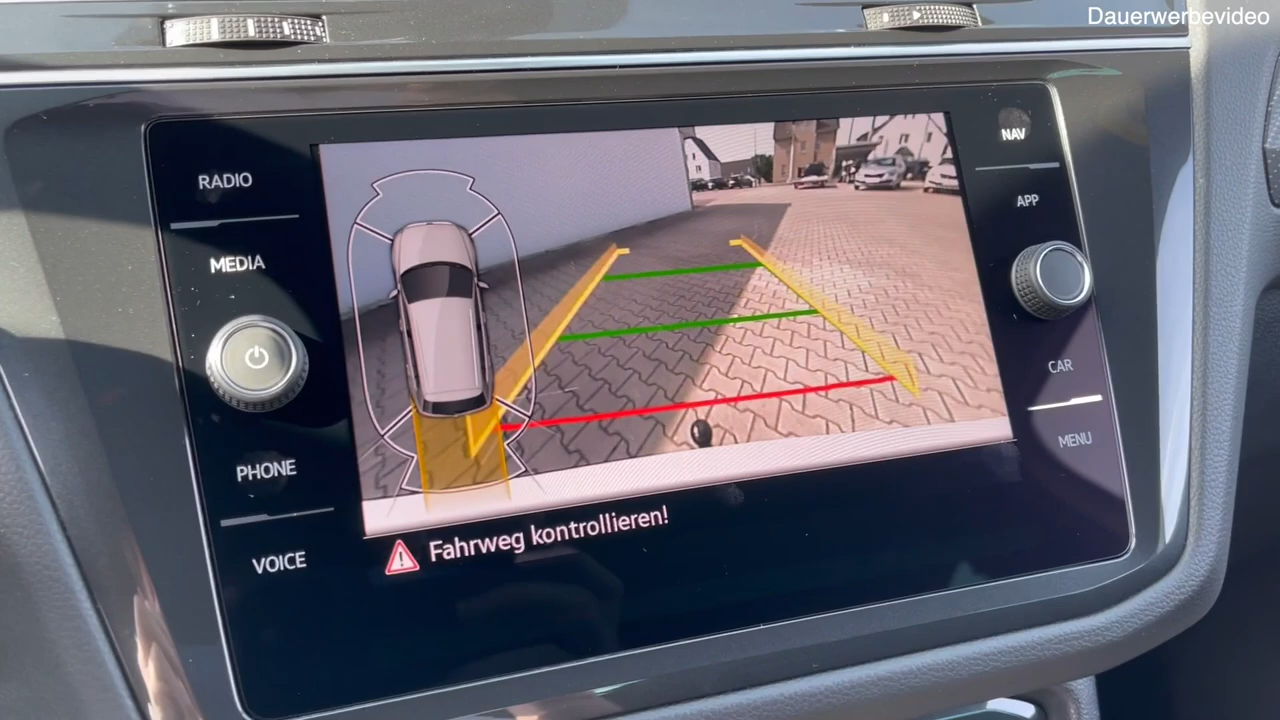 Dauerwerbevideo
RADIO
MEDIA
PHONE
VOICE
NAV
APP
CAR
MENU
Fahrweg kontrollieren!